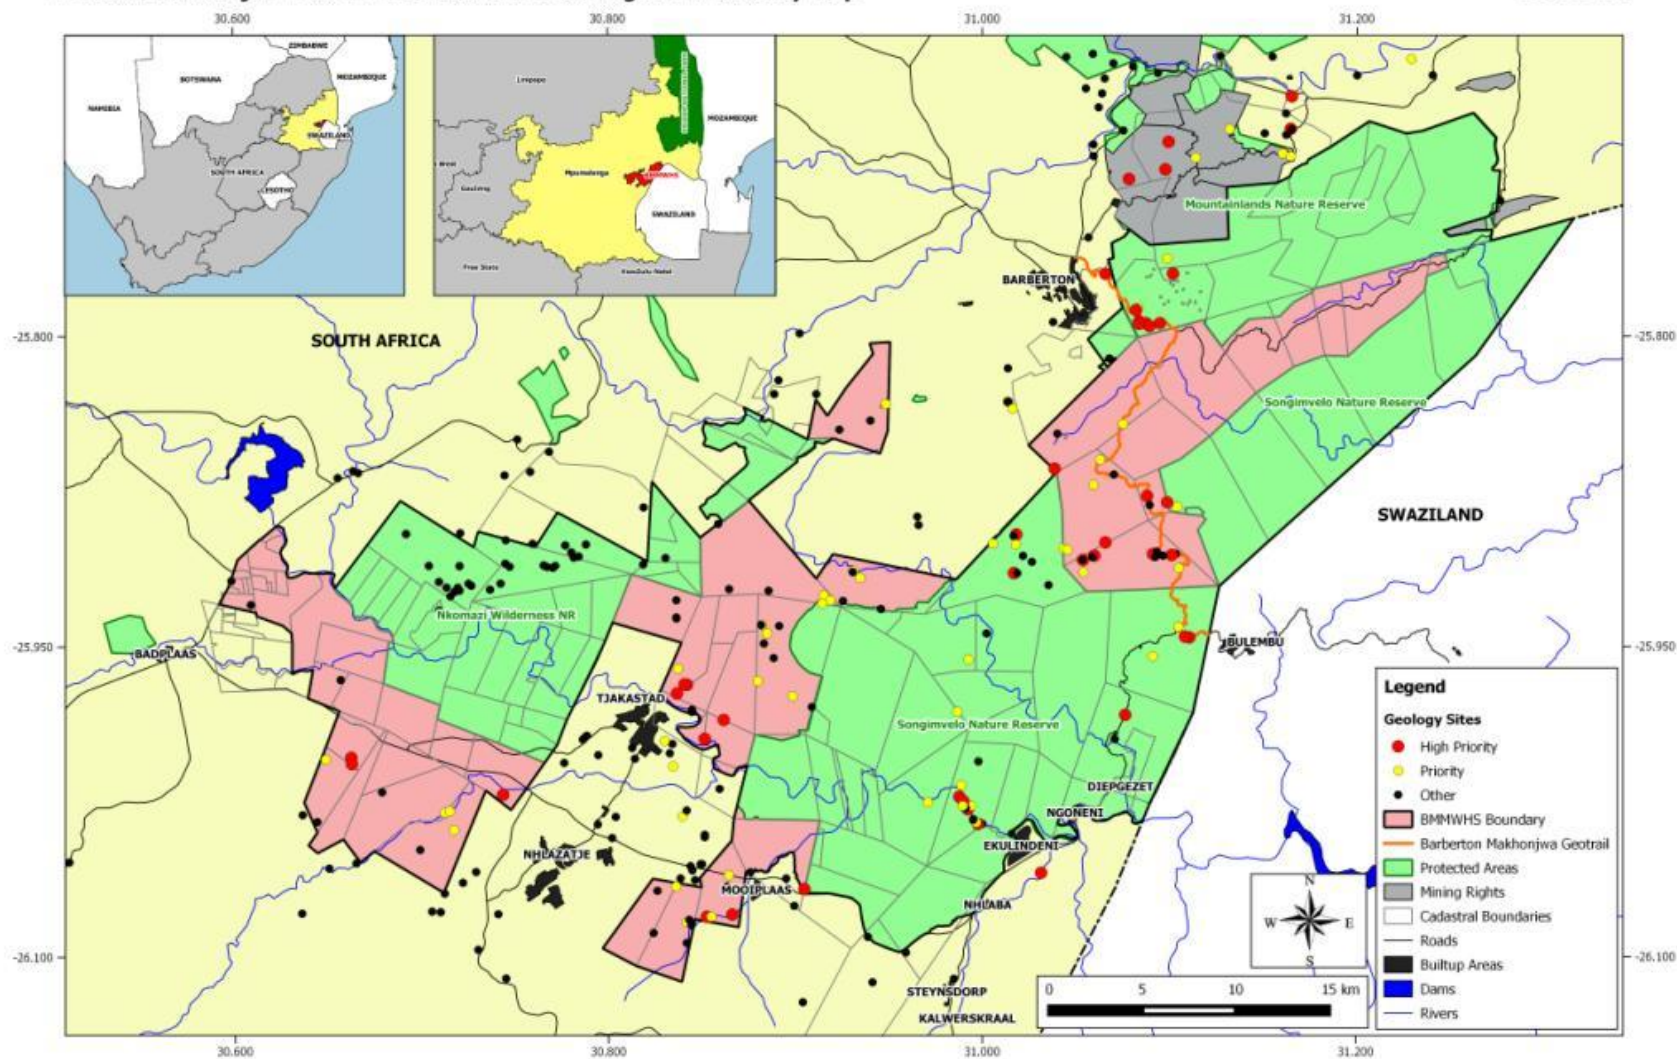 30.600
30.800
31.000
31.200
ZIMBABWE
BOTSWANA
MOZAMBIQUE
NAMIBIA
SWAZILAND
SOUTH AFRICA
LESOTHO
Limpopo
MOZAMBIQUE
Gauteng
Mpumalanga
BMMWHS
SWAZILAND
Free State
KwaZulu Natal
Mountainlands Nature Reserve
BARBERTON
-25.800
SOUTH AFRICA
-25.800
Songimvelo Nature Reserve
SWAZILAND
Nkomazi Wilderness NR
BADPLAAS
-25.950
BULEMBU
-25.950
TJAKASTAD
Songimvelo Nature Reserve
DIEPGEZET
NGONENI
EKULINDENI
NHLAZATJE
MOOIPLAAS
NHLABA
-26.100
-26.100
STEYNSDORP
KALWERSKRAAL
Legend
Geology Sites
High Priority
Priority
Other
BMMWHS Boundary
Barberton Makhonjwa Geotrail
Protected Areas
Mining Rights
Cadastral Boundaries
Roads
Builtup Areas
Dams
Rivers
N
W E
S
0 5 10 15 km
30.600
30.800
31.000
31.200